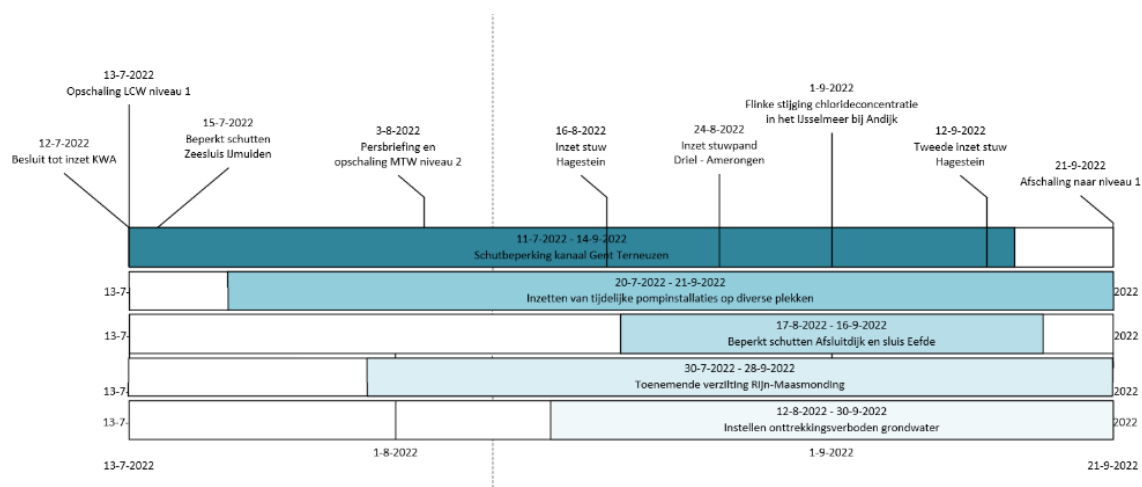 13-7-2022
Opschaling LCW niveau 1
12-7-2022
Besluit tot inzet KWA
15-7-2022
Beperkt schutten
Zeesluis IJmuiden
3-8-2022
Persbriefing en
opschaling MTW niveau 2
16-8-2022
Inzet stuw
Hagestein
24-8-2022
Inzet stuwpand
Driel - Amerongen
1-9-2022
Flinke stijging chlorideconcentratie
in het IJsselmeer bij Andijk
12-9-2022
Tweede inzet stuw
Hagestein
21-9-2022
Afschaling naar niveau 1
11-7-2022 - 14-9-2022
Schutbeperking kanaal Gent Terneuzen
13-7-
20-7-2022 - 21-9-2022
Inzetten van tijdelijke pompinstallaties op diverse plekken
2022
13-7-
17-8-2022 - 16-9-2022
Beperkt schutten Afsluitdijk en sluis Eefde
2022
13-7-
30-7-2022 - 28-9-2022
Toenemende verzilting Rijn-Maasmonding
2022
13-7-
12-8-2022 - 30-9-2022
Instellen onttrekkingsverboden grondwater
2022
13-7-2022
1-8-2022
1-9-2022
21-9-2022